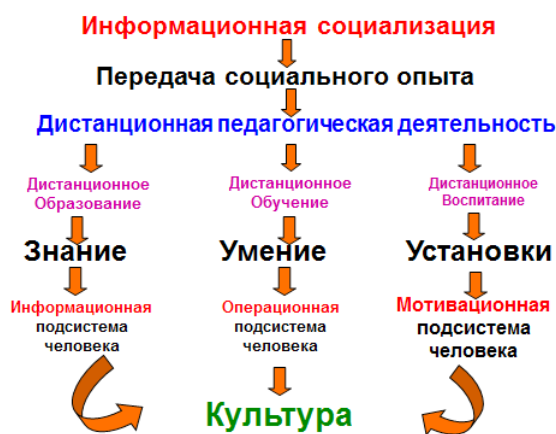 Информационная социализация
Передача социального опыта
Дистанционная педагогическая деятельность
Дистанционное
Образование
Дистанционное
Обучение
Дистанционное
Воспитание
Знание
Умение
Установки
Информационная
подсистема
человека
Операционная
подсистема
человека
Мотивационная
подсистема
человека
Культура